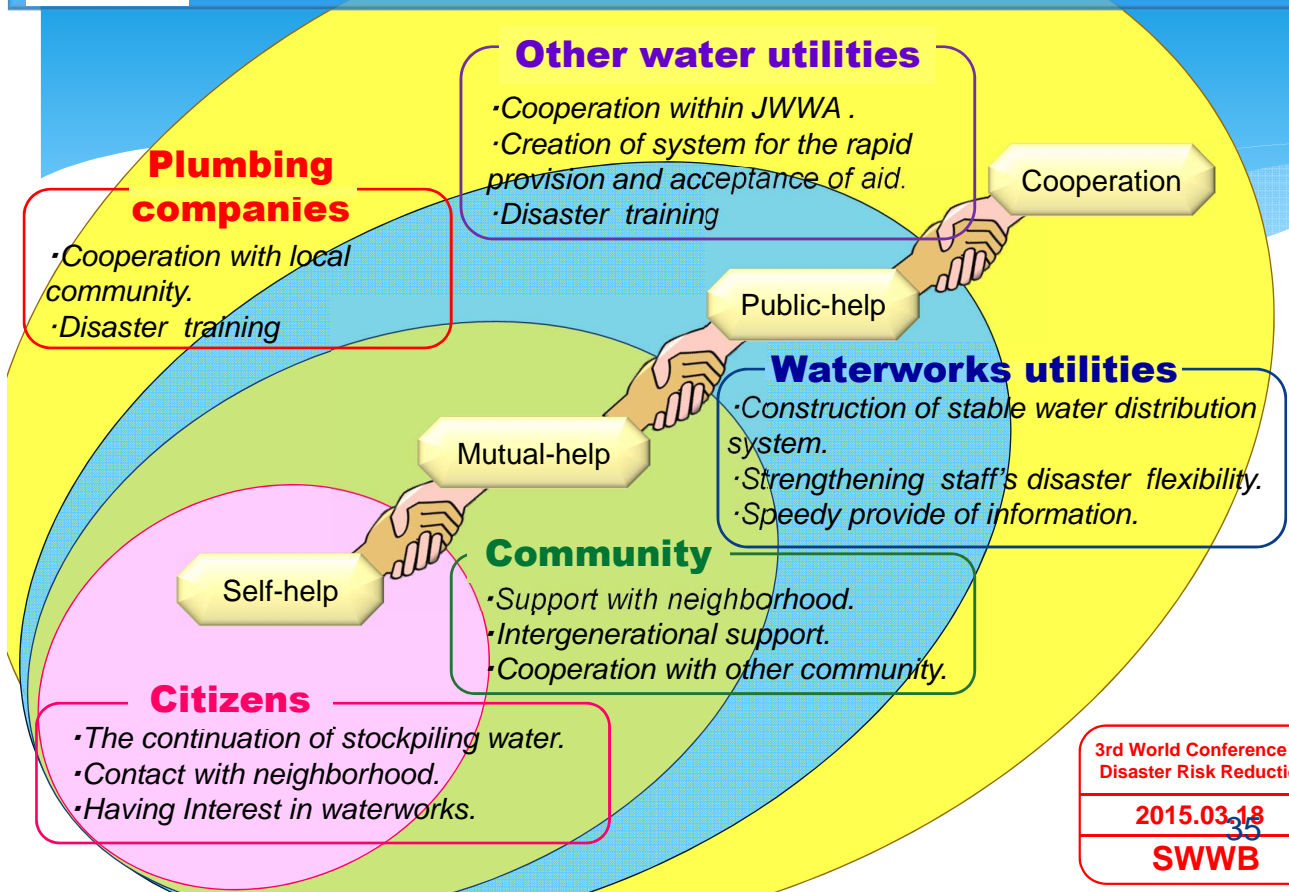 Other water utilities
・Cooperation within JWWA .
・Creation of system for the rapid
provision and acceptance of aid.
・Disaster training
Plumbing
companies
・Cooperation with local
community.
・Disaster training
Cooperation
Public-help
Waterworks utilities
・Construction of stable water distribution
system.
・Strengthening staff's disaster flexibility.
・Speedy provide of information.
Mutual-help
Community
・Support with neighborhood.
・Intergenerational support.
・Cooperation with other community.
Self-help
Citizens
・The continuation of stockpiling water.
・Contact with neighborhood.
・Having Interest in waterworks.
3rd World Conference
Disaster Risk Reducti
2015.03.18
35
SWWB